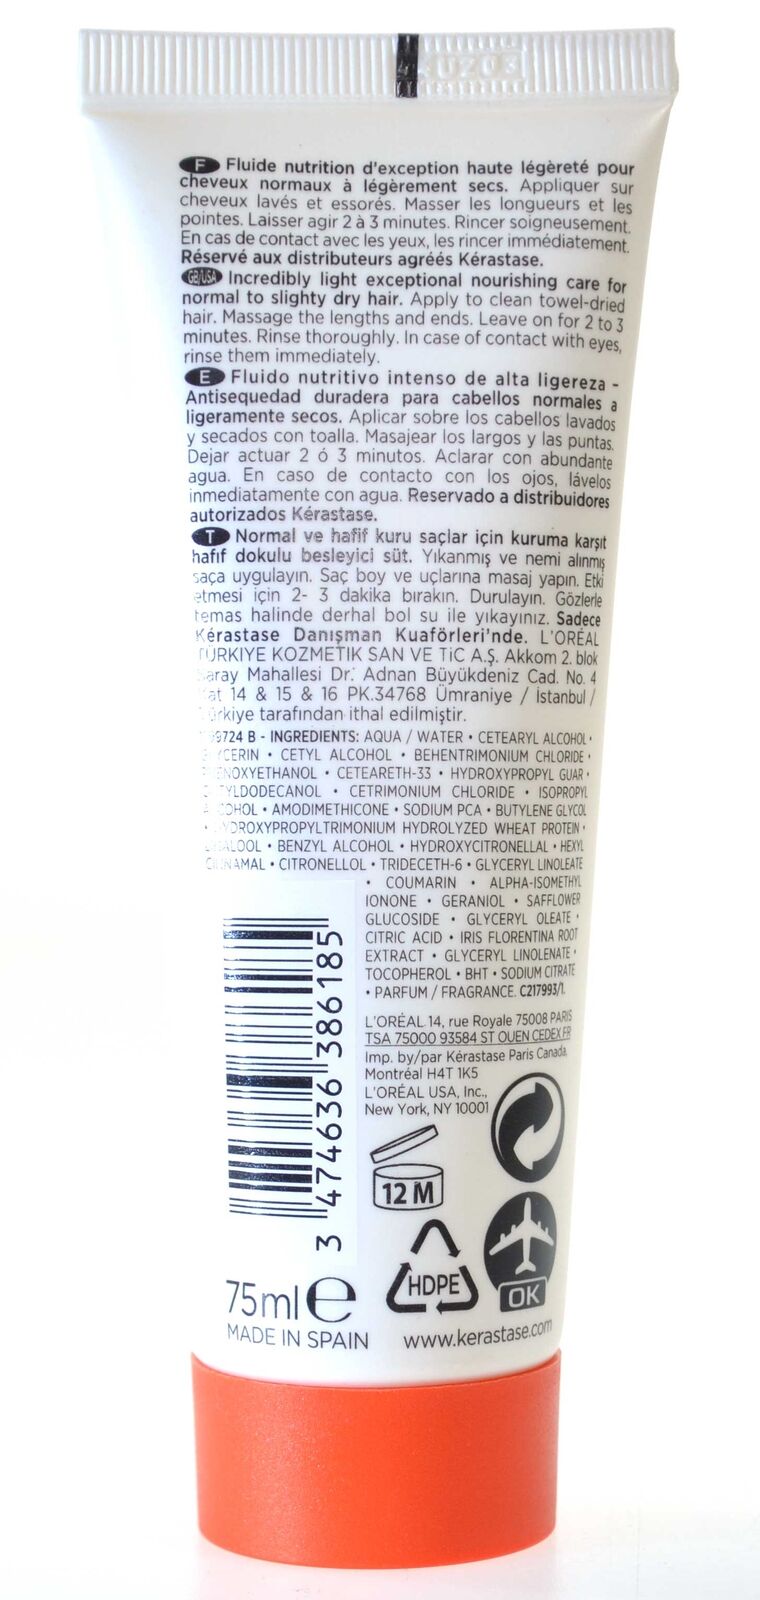 F Fluide nutrition d'exception haute légèreté pour
cheveux normaux à légèrement secs. Appliquer sur
cheveux lavés et essorés. Masser les longueurs et les
pointes. Laisser agir 2 à 3 minutes. Rincer soigneusement.
En cas de contact avec les yeux, les rincer immédiatement.
Réservé aux distributeurs agréés Kérastase.
GB/USA Incredibly light exceptional nourishing care for
normal to slighty dry hair. Apply to clean towel-dried
hair. Massage the lengths and ends. Leave on for 2 to 3
minutes. Rinse thoroughly. In case of contact with eyes,
rinse them immediately.
E Fluido nutritivo intenso de alta ligereza -
Antisequedad duradera para cabellos normales a
ligeramente secos. Aplicar sobre los cabellos lavados
y secados con toalla. Masajear los largos y las puntas.
Dejar actuar 2 ó 3 minutos. Aclarar con abundante
agua. En caso de contacto con los ojos, lávelos
inmediatamente con agua. Reservado a distribuidores
autorizados Kérastase.
T Normal ve hafif kuru saçlar için kuruma karşıt
hafif dokulu besleyici süt. Yıkanmış ve nemi alınmış
saça uygulayın. Saç boy ve uçlarına masaj yapın. Etki
etmesi için 2- 3 dakika bırakın. Durulayın. Gözlerle
temas halinde derhal bol su ile yıkayınız. Sadece
Kérastase Danışman Kuaförleri'nde. L'ORÉAL
TÜRKIYE KOZMETIK SAN VE TiC A.Ş. Akkom 2. blok
Saray Mahallesi Dr. Adnan Büyükdeniz Cad. No. 4
Kat 14 & 15 & 16 PK.34768 Ümraniye / İstanbul /
Türkiye tarafından ithal edilmiştir.
99724 B - INGREDIENTS: AQUA / WATER • CETEARYL ALCOHOL •
GLYCERIN • CETYL ALCOHOL • BEHENTRIMONIUM CHLORIDE •
PHENOXYETHANOL • CETEARETH-33 • HYDROXYPROPYL GUAR •
OCTYLDODECANOL • CETRIMONIUM CHLORIDE • ISOPROPYL
ALCOHOL • AMODIMETHICONE • SODIUM PCA • BUTYLENE GLYCOL
• HYDROXYPROPYLTRIMONIUM HYDROLYZED WHEAT PROTEIN •
LINALOOL • BENZYL ALCOHOL • HYDROXYCITRONELLAL • HEXYL
CINNAMAL • CITRONELLOL • TRIDECETH-6 • GLYCERYL LINOLEATE
• COUMARIN • ALPHA-ISOMETHYL
IONONE • GERANIOL • SAFFLOWER
GLUCOSIDE • GLYCERYL OLEATE •
CITRIC ACID • IRIS FLORENTINA ROOT
EXTRACT • GLYCERYL LINOLENATE •
TOCOPHEROL • BHT • SODIUM CITRATE
• PARFUM / FRAGRANCE. C217993/1.
L'ORÉAL 14, rue Royale 75008 PARIS
TSA 75000 93584 ST OUEN CEDEX FR
Imp. by/par Kérastase Paris Canada,
Montréal H4T 1K5
L'ORÉAL USA, Inc.,
New York, NY 10001
3 474636 386185
12 M
HDPE
OK
75ml e
MADE IN SPAIN
www.kerastase.com